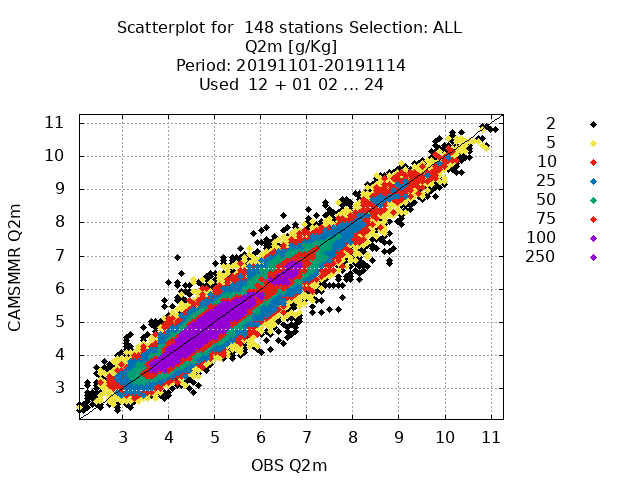 Scatterplot for  148 stations Selection: ALL
Q2m [g/Kg]
Period: 20191101-20191114
Used  12 + 01 02 ... 24
11
10
9
8
7
6
5
4
3
CAMSMMR Q2m
3 4 5 6 7 8 9 10 11
OBS Q2m
2
5
10
25
50
75
100
250